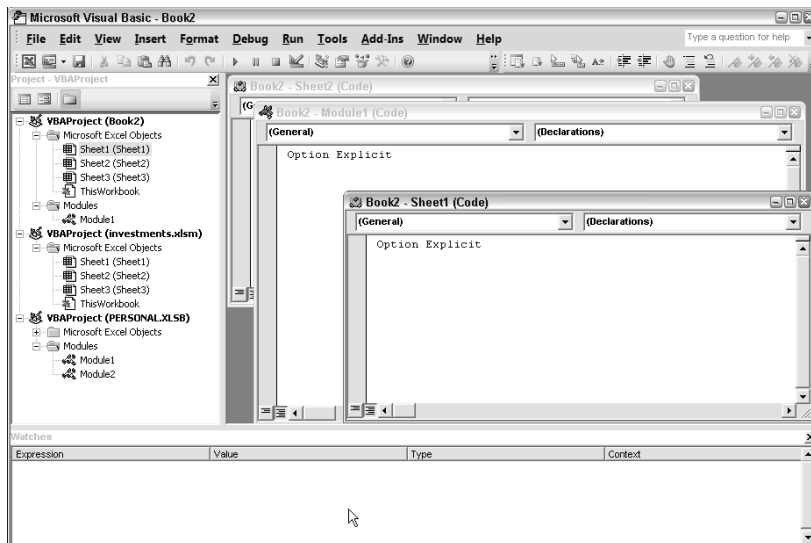 Microsoft Visual Basic - Book2
File Edit View Insert Format Debug Run Tools Add-Ins Window Help
Type a question for help
Project - VBAProject
VBAProject (Book2)
Microsoft Excel Objects
Sheet1 (Sheet1)
Sheet2 (Sheet2)
Sheet3 (Sheet3)
ThisWorkbook
Modules
Module1
VBAProject (investments.xlsm)
Microsoft Excel Objects
Sheet1 (Sheet1)
Sheet2 (Sheet2)
Sheet3 (Sheet3)
ThisWorkbook
VBAProject (PERSONAL.XLSB)
Microsoft Excel Objects
Modules
Module1
Module2
Book2 - Sheet2 (Code)
(G
Book2 - Module1 (Code)
(General) (Declarations)
Option Explicit
Book2 - Sheet1 (Code)
(General) (Declarations)
Option Explicit
Watches
Expression Value Type Context